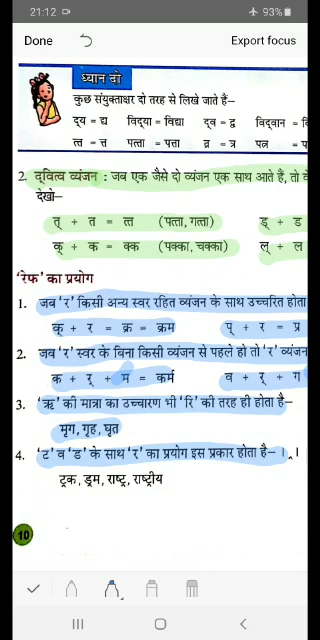 21:12 93%
Done Export focus
ध्यान दो
कुछ संयुक्ताक्षर दो तरह से लिखे जाते हैं—
द्‌य = द्य विद्‌या = विद्या द्‌व = द्व विद्‌वान =
त्त = त्त पत्ता = पत्ता त्र = त्र पत्न =
2. द्‌वित्व व्यंजन : जब एक जैसे दो व्यंजन एक साथ आते हैं, तो
देखो—
त् + त = त्त (पत्ता, गत्ता) ड् + ड
क् + क = क्क (पक्का, चक्का) ल् + ल
'रेफ' का प्रयोग
1. जब 'र' किसी अन्य स्वर रहित व्यंजन के साथ उच्चरित होता
क् + र = क्र = क्रम प् + र = प्र
2. जब 'र' स्वर के बिना किसी व्यंजन से पहले हो तो 'र' व्यंजन
क + र् + म = कर्म व + र् + ग
3. 'ऋ' की मात्रा का उच्चारण भी 'रि' की तरह ही होता है–
मृग, गृह, घृत
4. 'ट' व 'ड' के साथ 'र' का प्रयोग इस प्रकार होता है–
ट्रक, ड्रम, राष्ट्र, राष्ट्रीय
10